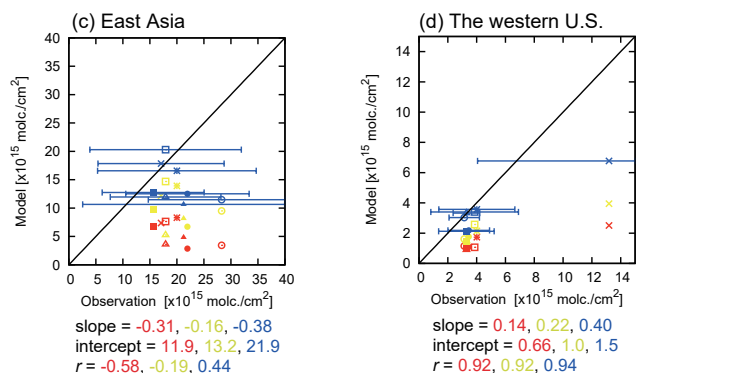 (c) East Asia
40
35
30
25
20
15
10
5
0
Model [x10^15 molc./cm^2]
0 5 10 15 20 25 30 35 40
Observation [x10^15 molc./cm^2]
slope = -0.31, -0.16, -0.38
intercept = 11.9, 13.2, 21.9
r = -0.58, -0.19, 0.44
(d) The western U.S.
14
12
10
8
6
4
2
0
Model [x10^15 molc./cm^2]
0 2 4 6 8 10 12 14
Observation [x10^15 molc./cm^2]
slope = 0.14, 0.22, 0.40
intercept = 0.66, 1.0, 1.5
r = 0.92, 0.92, 0.94